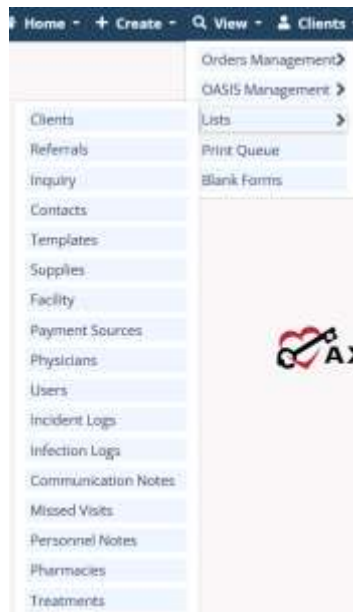 Home + Create View Clients
Orders Management
OASIS Management
Lists
Print Queue
Blank Forms
Clients
Referrals
Inquiry
Contacts
Templates
Supplies
Facility
Payment Sources
Physicians
Users
Incident Logs
Infection Logs
Communication Notes
Missed Visits
Personnel Notes
Pharmacies
Treatments
AX